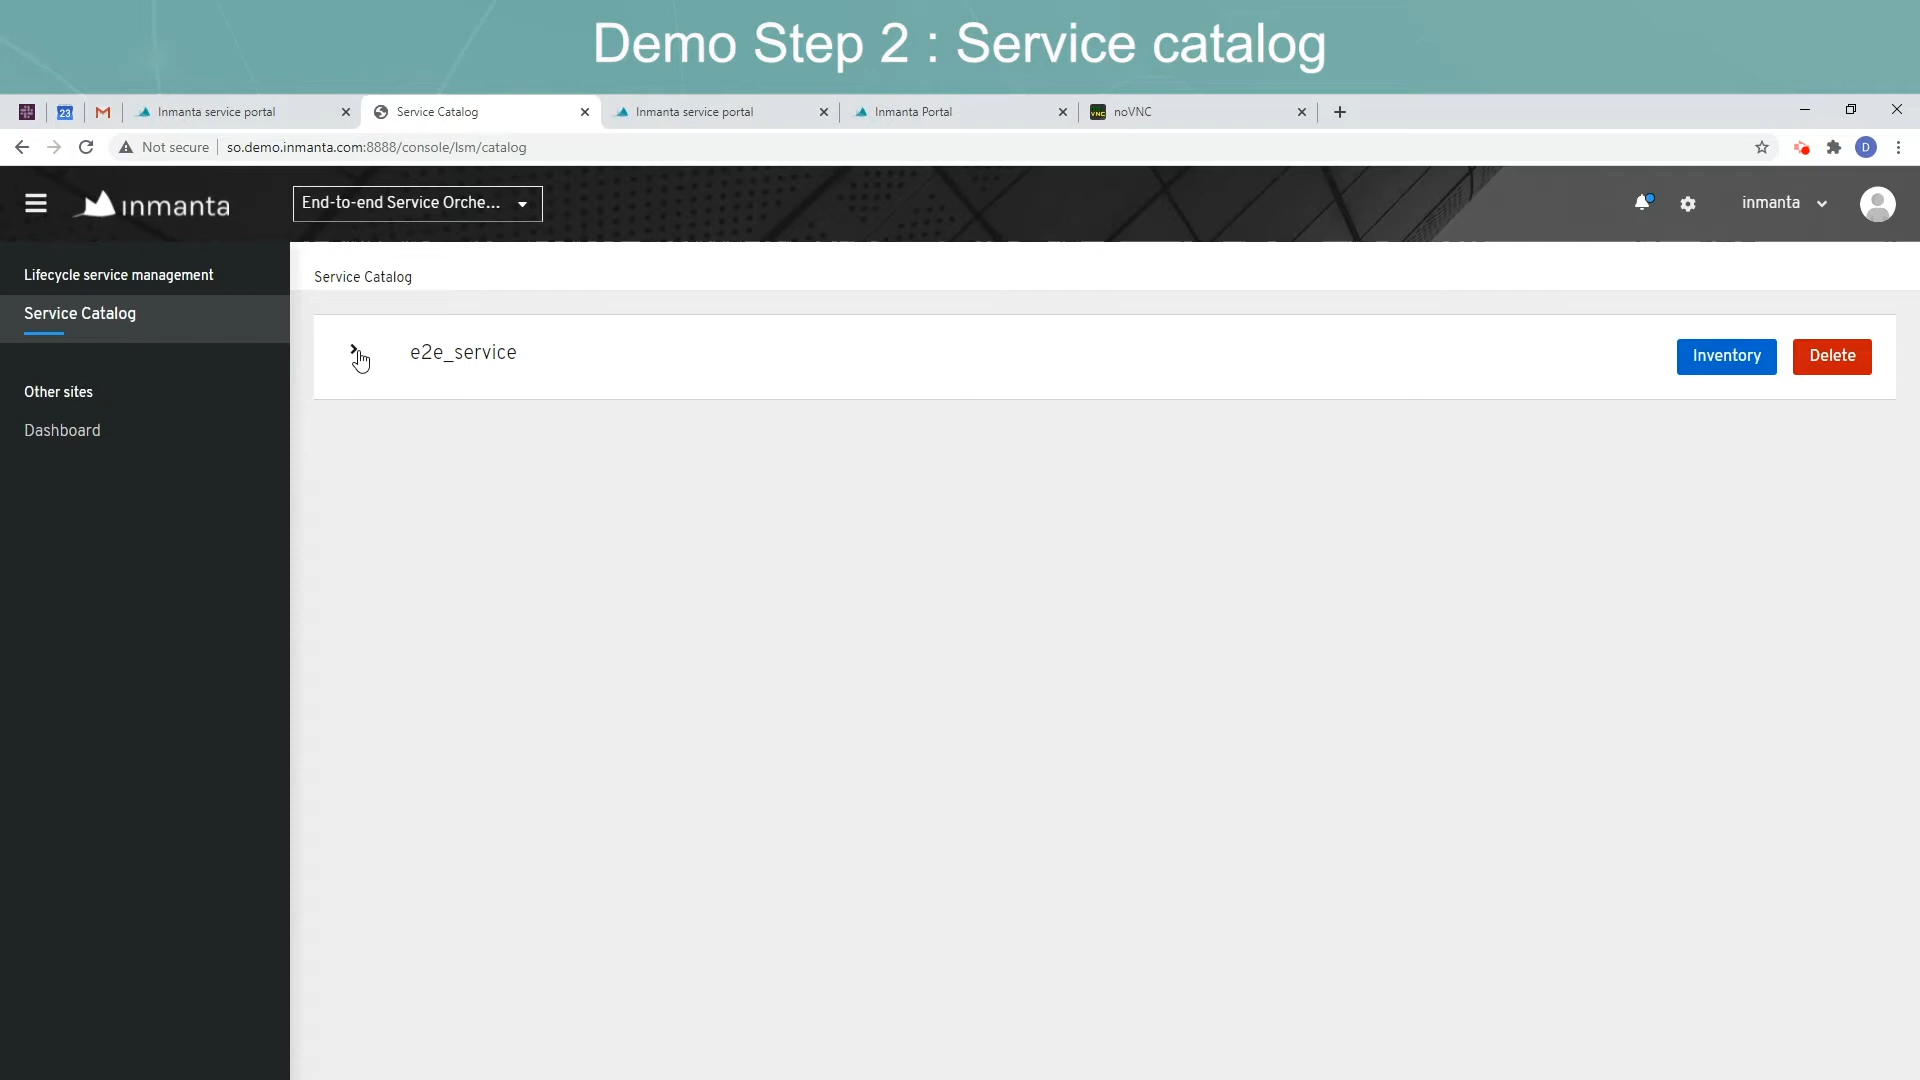 Demo Step 2 : Service catalog
23
Inmanta service portal
Service Catalog
Inmanta service portal
Inmanta Portal
VNC
noVNC
Not secure
so.demo.inmanta.com:8888/console/lsm/catalog
D
inmanta
End-to-end Service Orche...
inmanta
Lifecycle service management
Service Catalog
Other sites
Dashboard
Service Catalog
e2e_service
Inventory
Delete